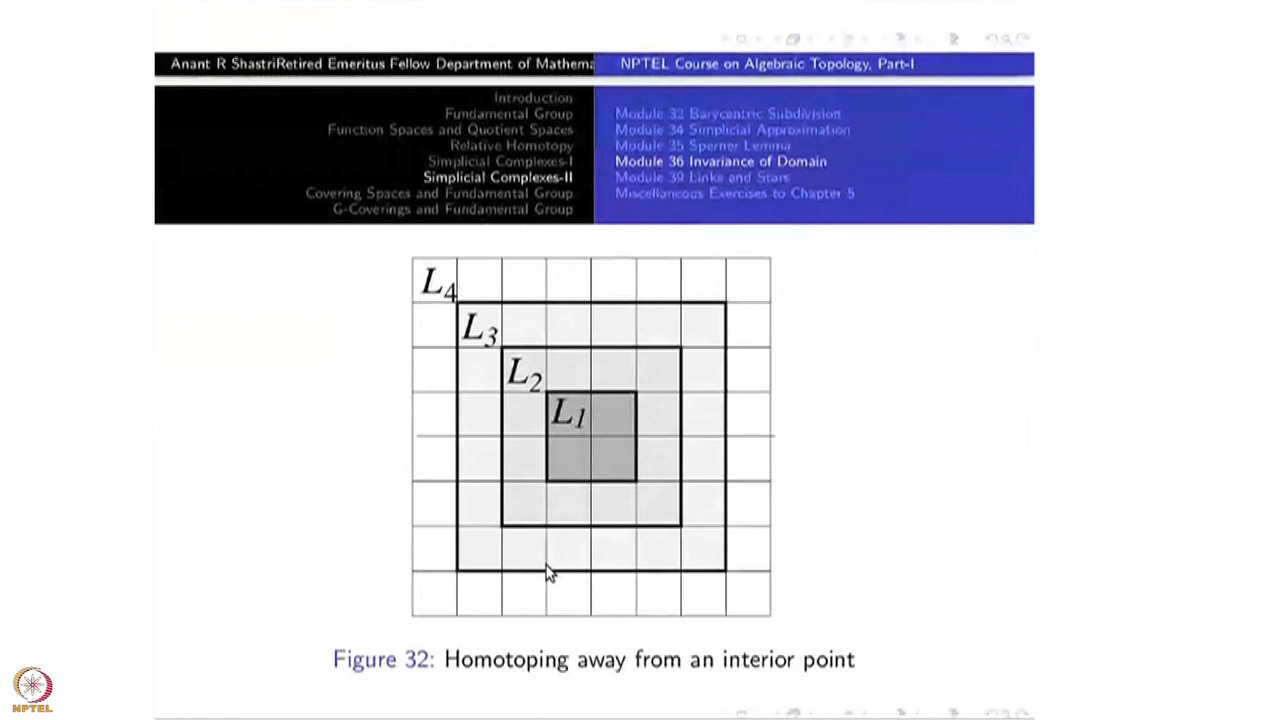 Anant R ShastriRetired Emeritus Fellow Department of Mathema
NPTEL Course on Algebraic Topology, Part-I
Introduction
Fundamental Group
Function Spaces and Quotient Spaces
Relative Homotopy
Simplicial Complexes-I
Simplicial Complexes-II
Covering Spaces and Fundamental Group
G-Coverings and Fundamental Group
Module 33 Barycentric Subdivision
Module 34 Simplicial Approximation
Module 35 Sperner Lemma
Module 36 Invariance of Domain
Module 39 Links and Stars
Miscellaneous Exercises to Chapter 5
L4
L3
L2
L1
Figure 32: Homotoping away from an interior point
NPTEL